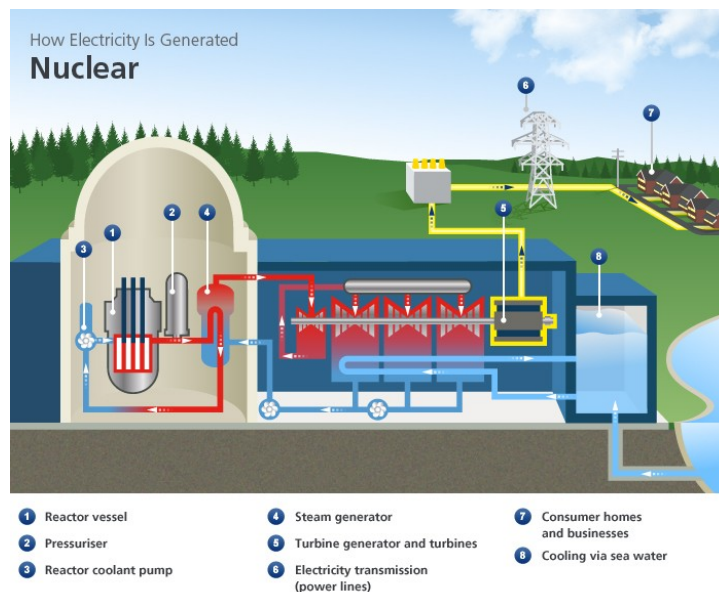 How Electricity Is Generated
Nuclear
6
7
1
2
4
3
5
8
1 Reactor vessel
2 Pressuriser
3 Reactor coolant pump
4 Steam generator
5 Turbine generator and turbines
6 Electricity transmission
(power lines)
7 Consumer homes
and businesses
8 Cooling via sea water